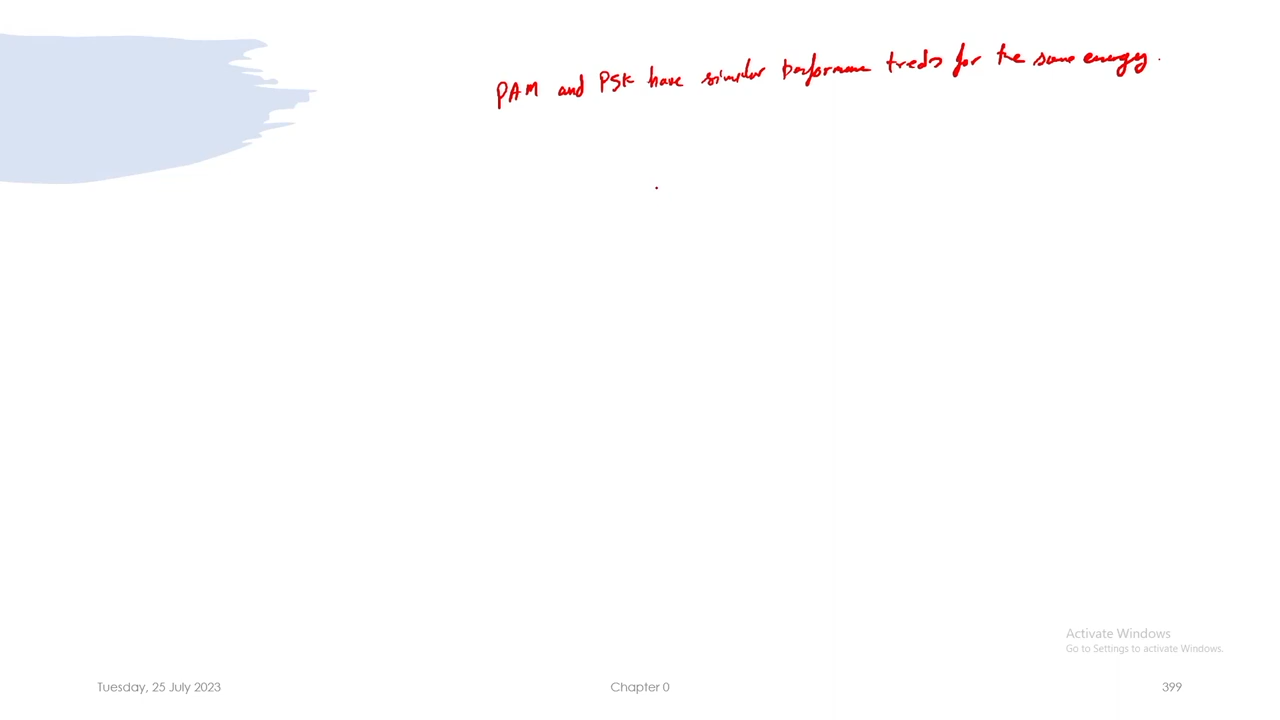 PAM and PSK have similar performance treds for the same energy.
Activate Windows
Go to Settings to activate Windows.
Tuesday, 25 July 2023
Chapter 0
399